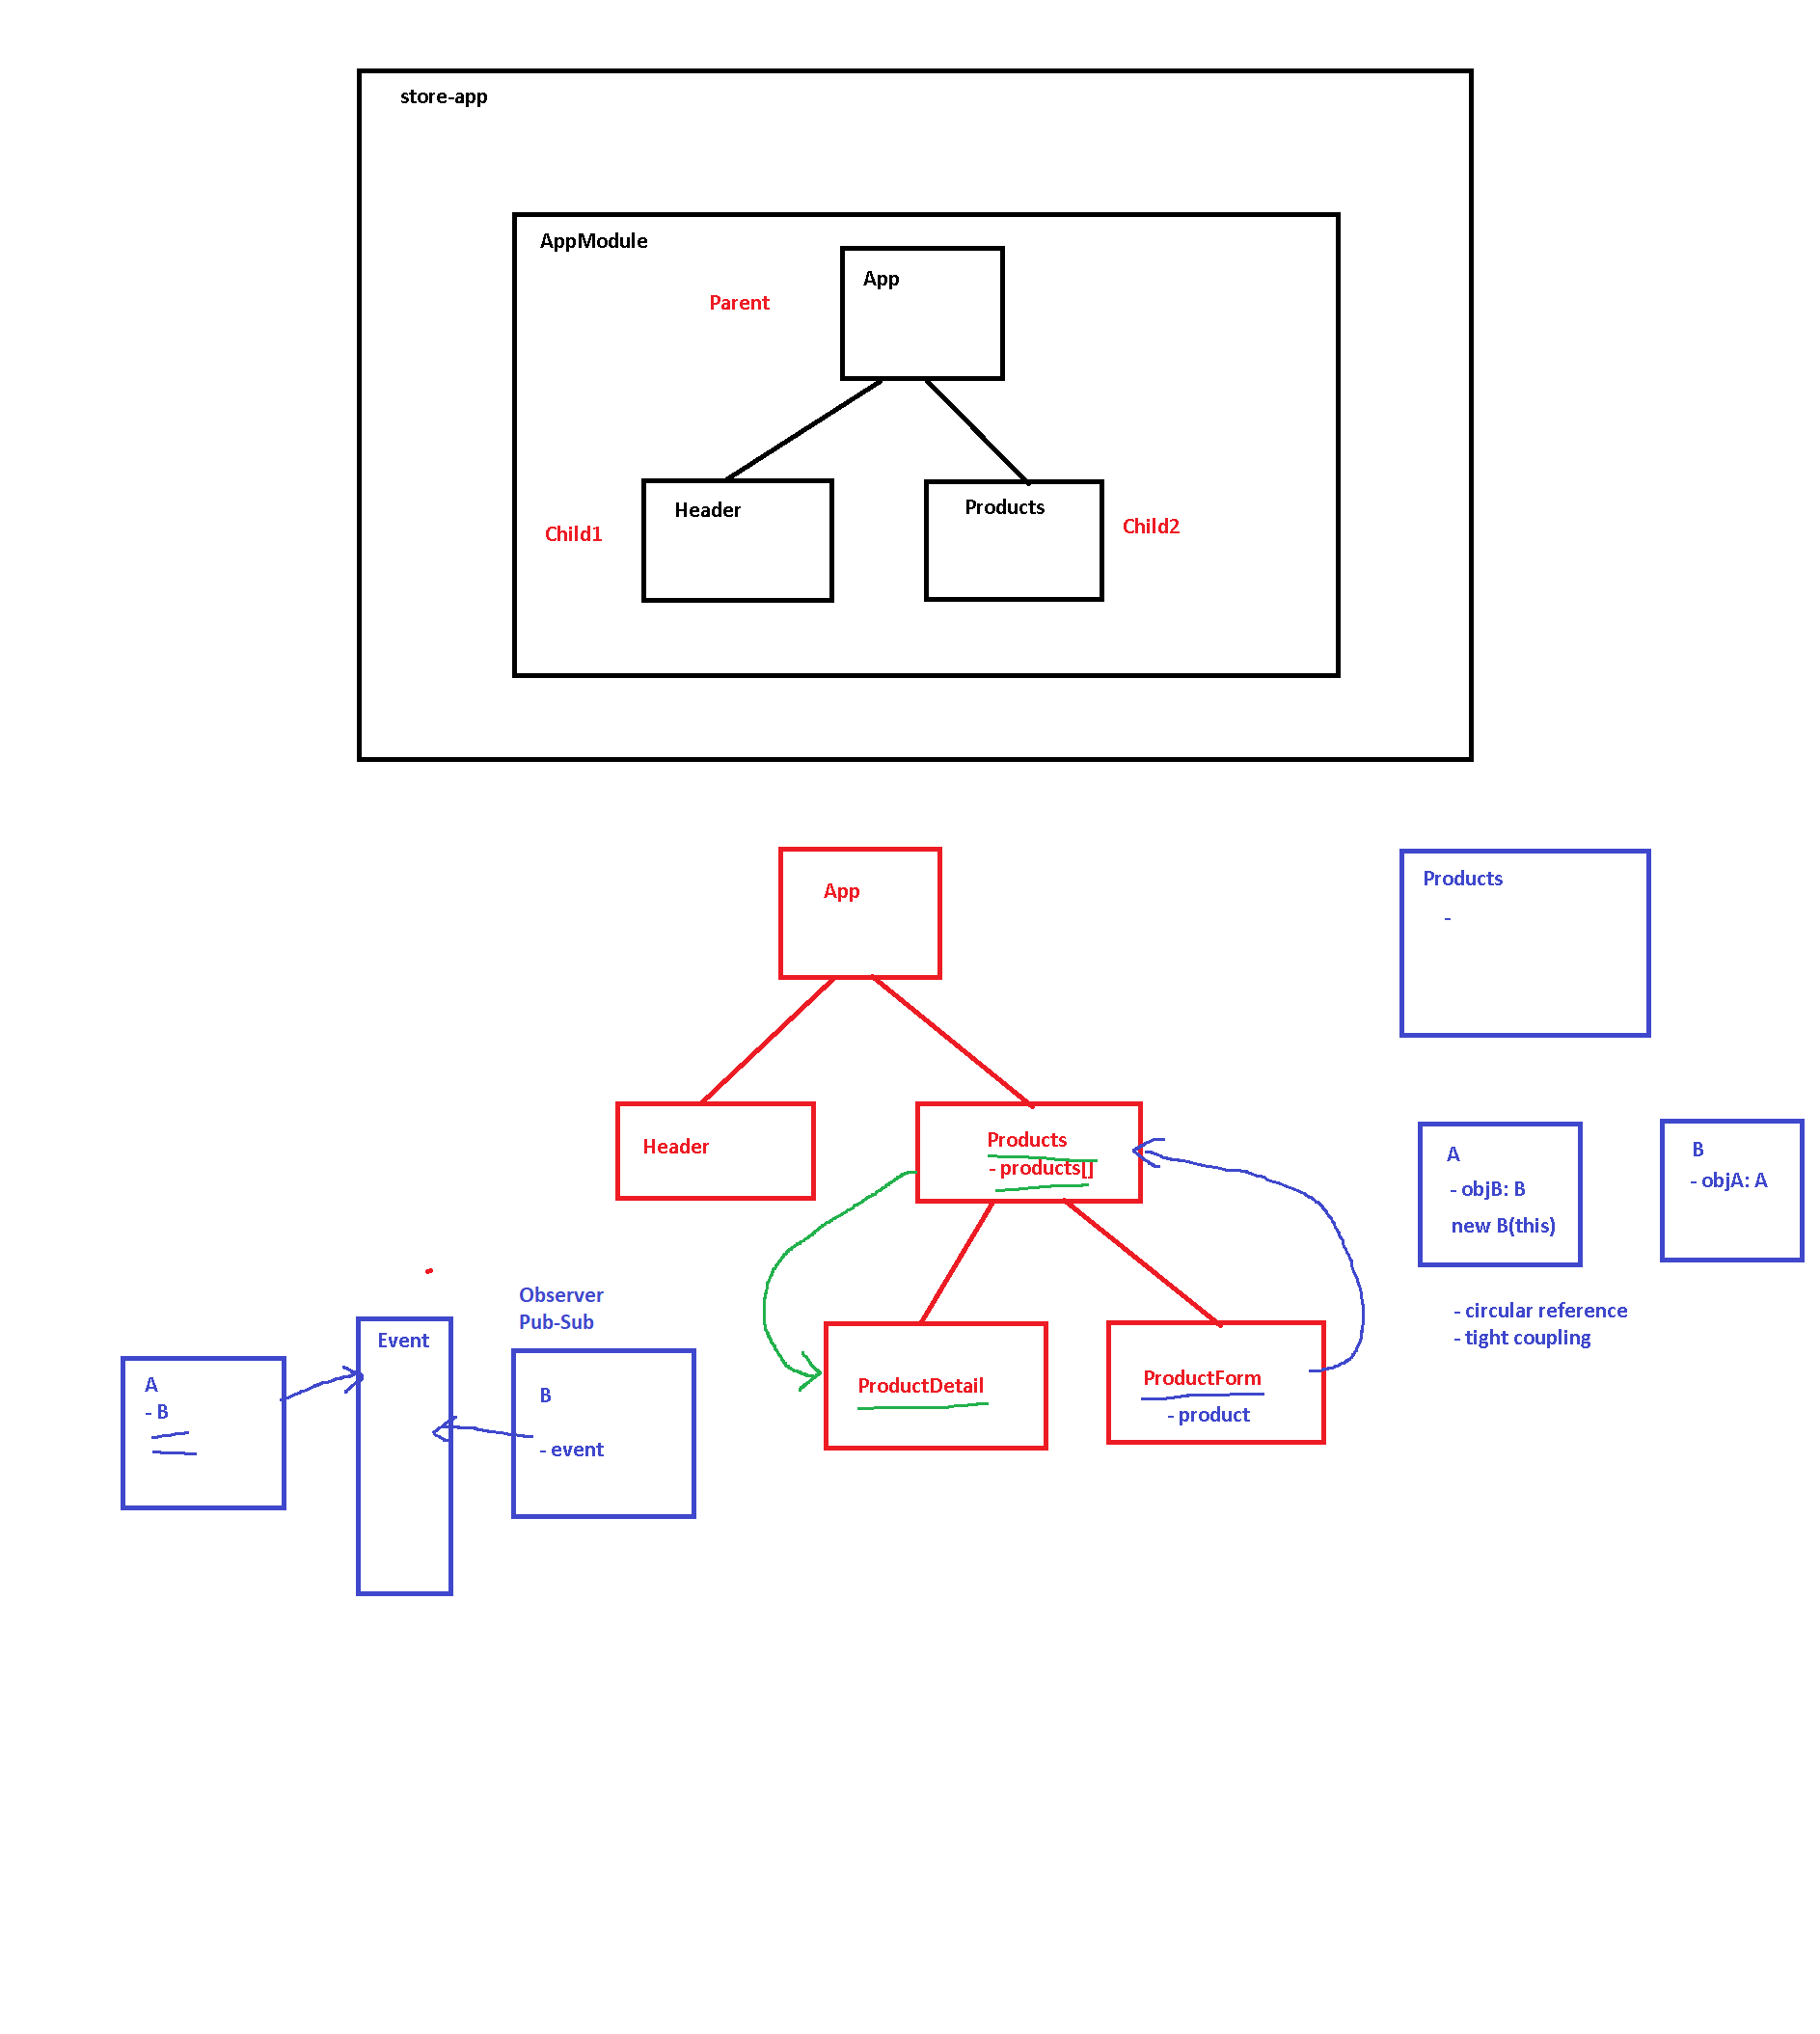 store-app
AppModule
App
Parent
Header
Products
Child1
Child2
App
Products
-
Header
Products
- products[]
A
- objB: B
new B(this)
B
- objA: A
- circular reference
- tight coupling
Observer
Pub-Sub
Event
A
- B
B
- event
ProductDetail
ProductForm
- product